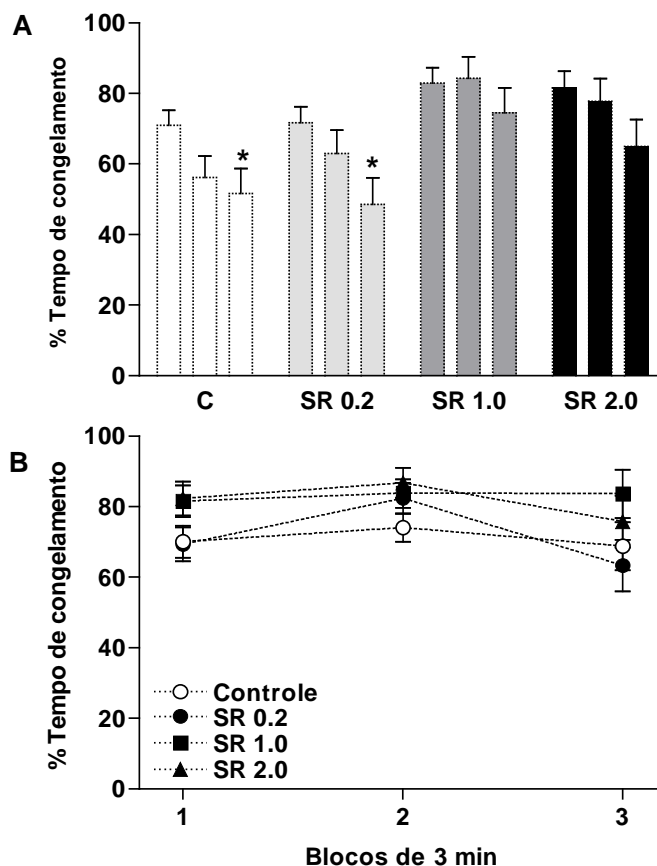 A
% Tempo de congelamento
100
80
60
40
20
0
*
*
C SR 0.2 SR 1.0 SR 2.0
B
% Tempo de congelamento
100
80
60
40
20
0
Controle
SR 0.2
SR 1.0
SR 2.0
1 2 3
Blocos de 3 min